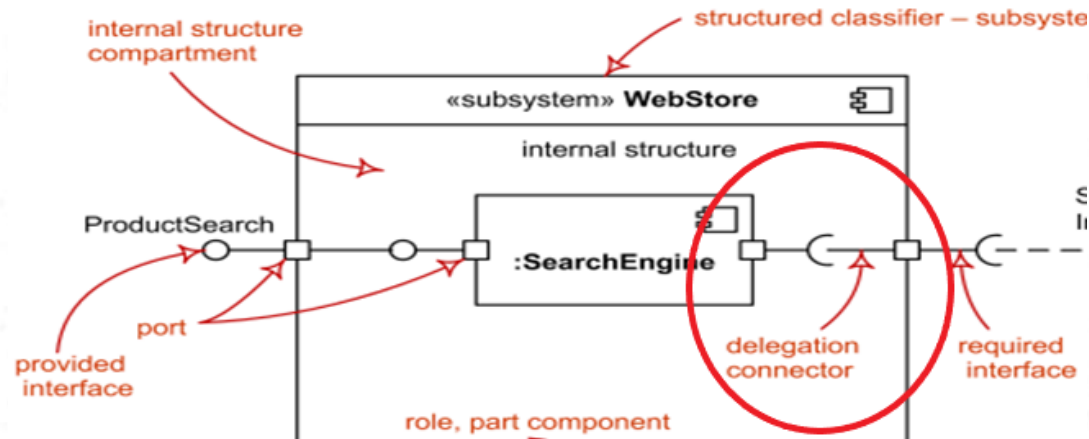 internal structure
compartment
structured classifier – subsyste
«subsystem» WebStore
internal structure
ProductSearch
:SearchEngine
port
provided
interface
delegation
connector
required
interface
role, part component